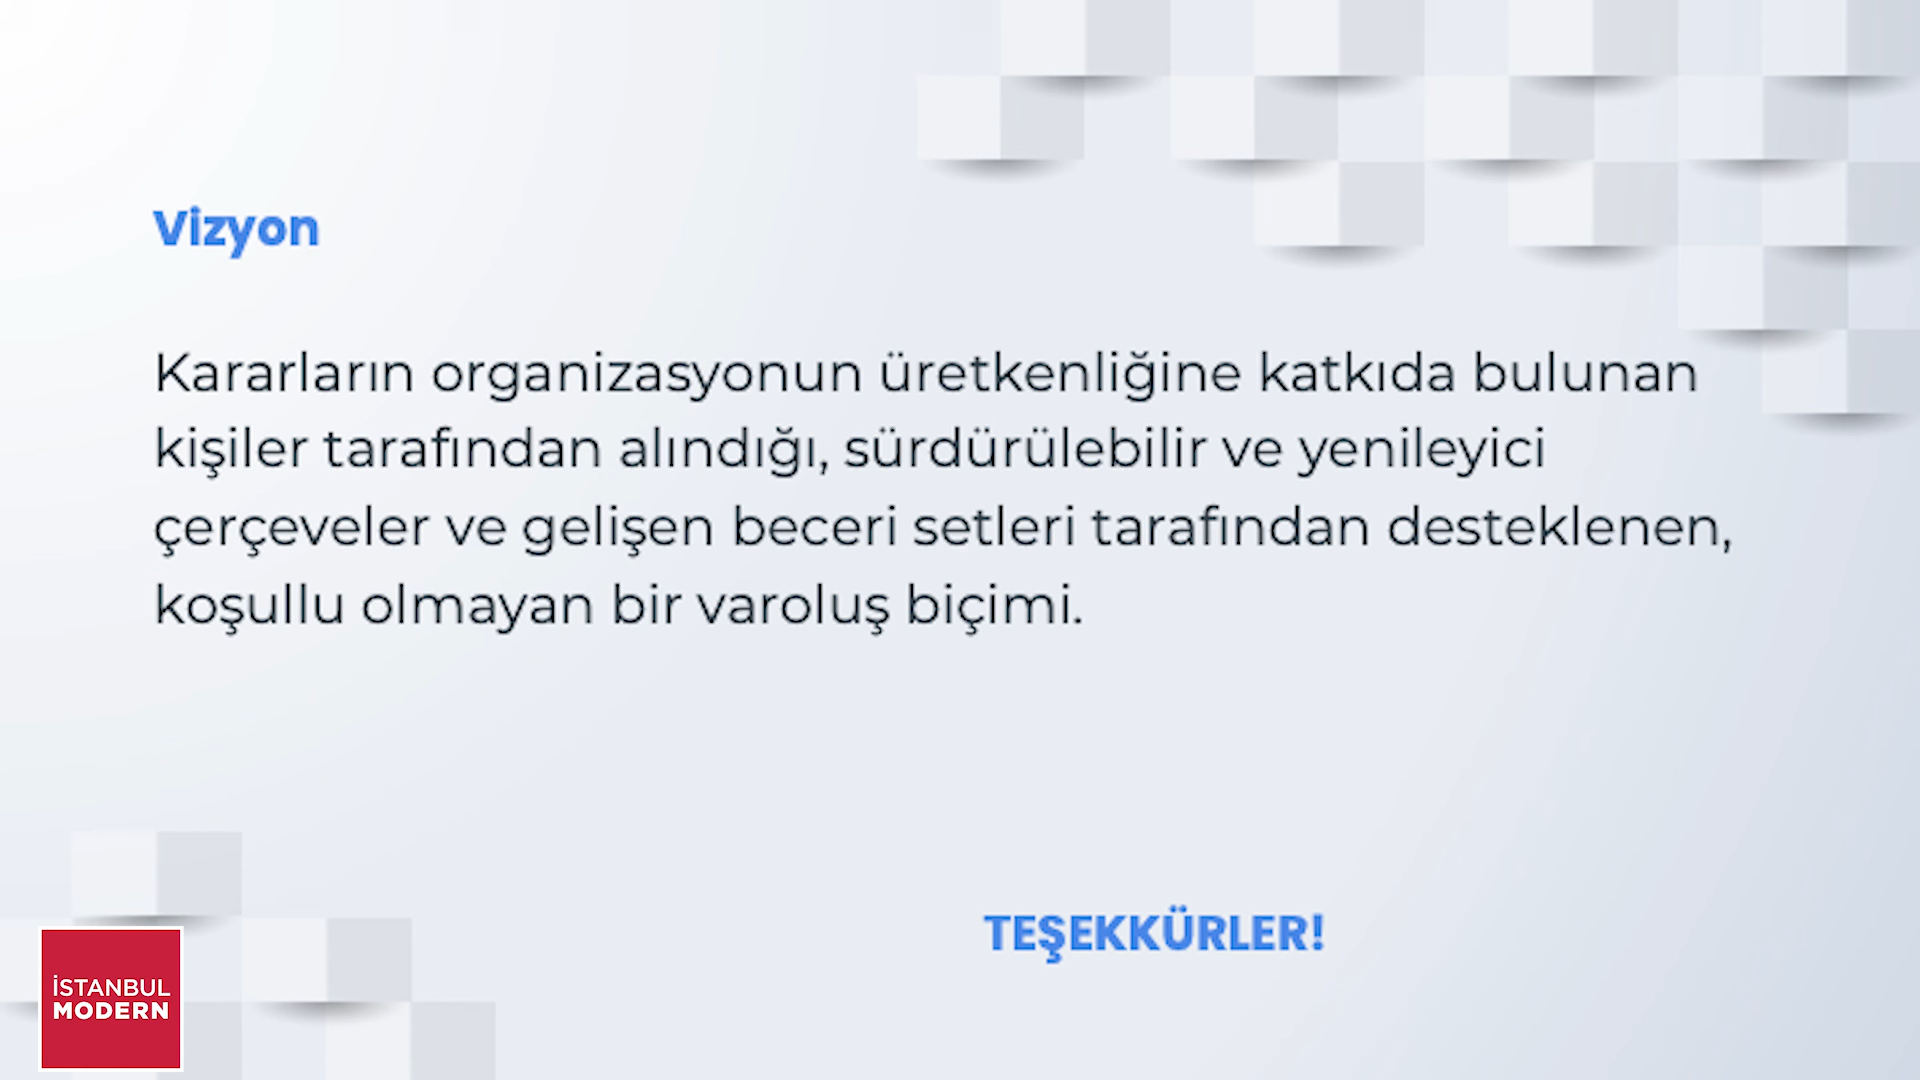 Vizyon
Kararların organizasyonun üretkenliğine katkıda bulunan
kişiler tarafından alındığı, sürdürülebilir ve yenileyici
çerçeveler ve gelişen beceri setleri tarafından desteklenen,
koşullu olmayan bir varoluş biçimi.
TEŞEKKÜRLER!
İSTANBUL
MODERN